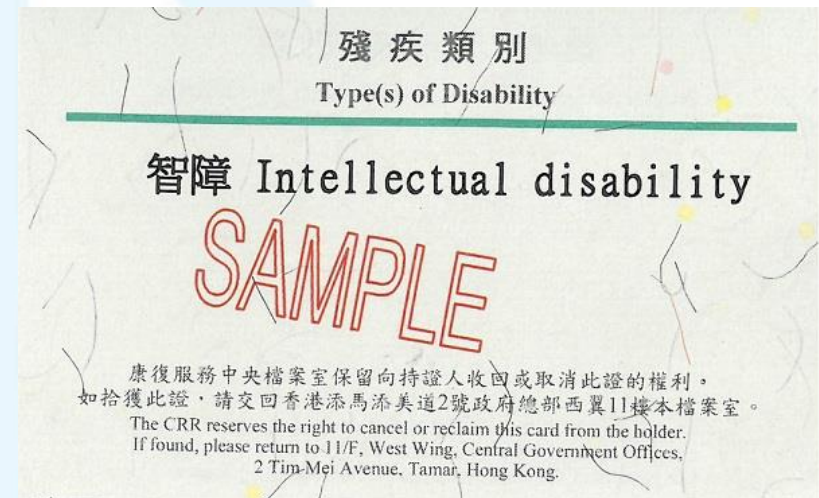 殘疾類別
Type(s) of Disability
智障 Intellectual disability
SAMPLE
康復服務中央檔案室保留向持證人收回或取消此證的權利。
如拾獲此證，請交回香港添馬添美道2號政府總部西翼11樓本檔案室。
The CRR reserves the right to cancel or reclaim this card from the holder.
If found, please return to 11/F, West Wing, Central Government Offices,
2 Tim Mei Avenue, Tamar, Hong Kong.